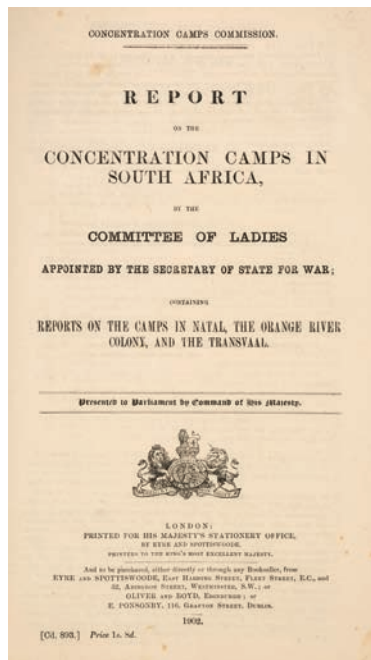 CONCENTRATION CAMPS COMMISSION.
REPORT
ON THE
CONCENTRATION CAMPS IN
SOUTH AFRICA,
BY THE
COMMITTEE OF LADIES
APPOINTED BY THE SECRETARY OF STATE FOR WAR;
CONTAINING
REPORTS ON THE CAMPS IN NATAL, THE ORANGE RIVER
COLONY, AND THE TRANSVAAL.
Presented to Parliament by Command of His Majesty.
LONDON:
PRINTED FOR HIS MAJESTY'S STATIONERY OFFICE,
BY EYRE AND SPOTTISWOODE,
PRINTERS TO THE KING'S MOST EXCELLENT MAJESTY.
And to be purchased, either directly or through any Bookseller, from
EYRE AND SPOTTISWOODE, EAST HARDING STREET, FLEET STREET, E.C., and
32, ABINGDON STREET, WESTMINSTER, S.W.; or
OLIVER AND BOYD, EDINBURGH; or
E. PONSONBY, 116, GRAFTON STREET, DUBLIN.
1902.
[Cd. 893.] Price 1s. 8d.